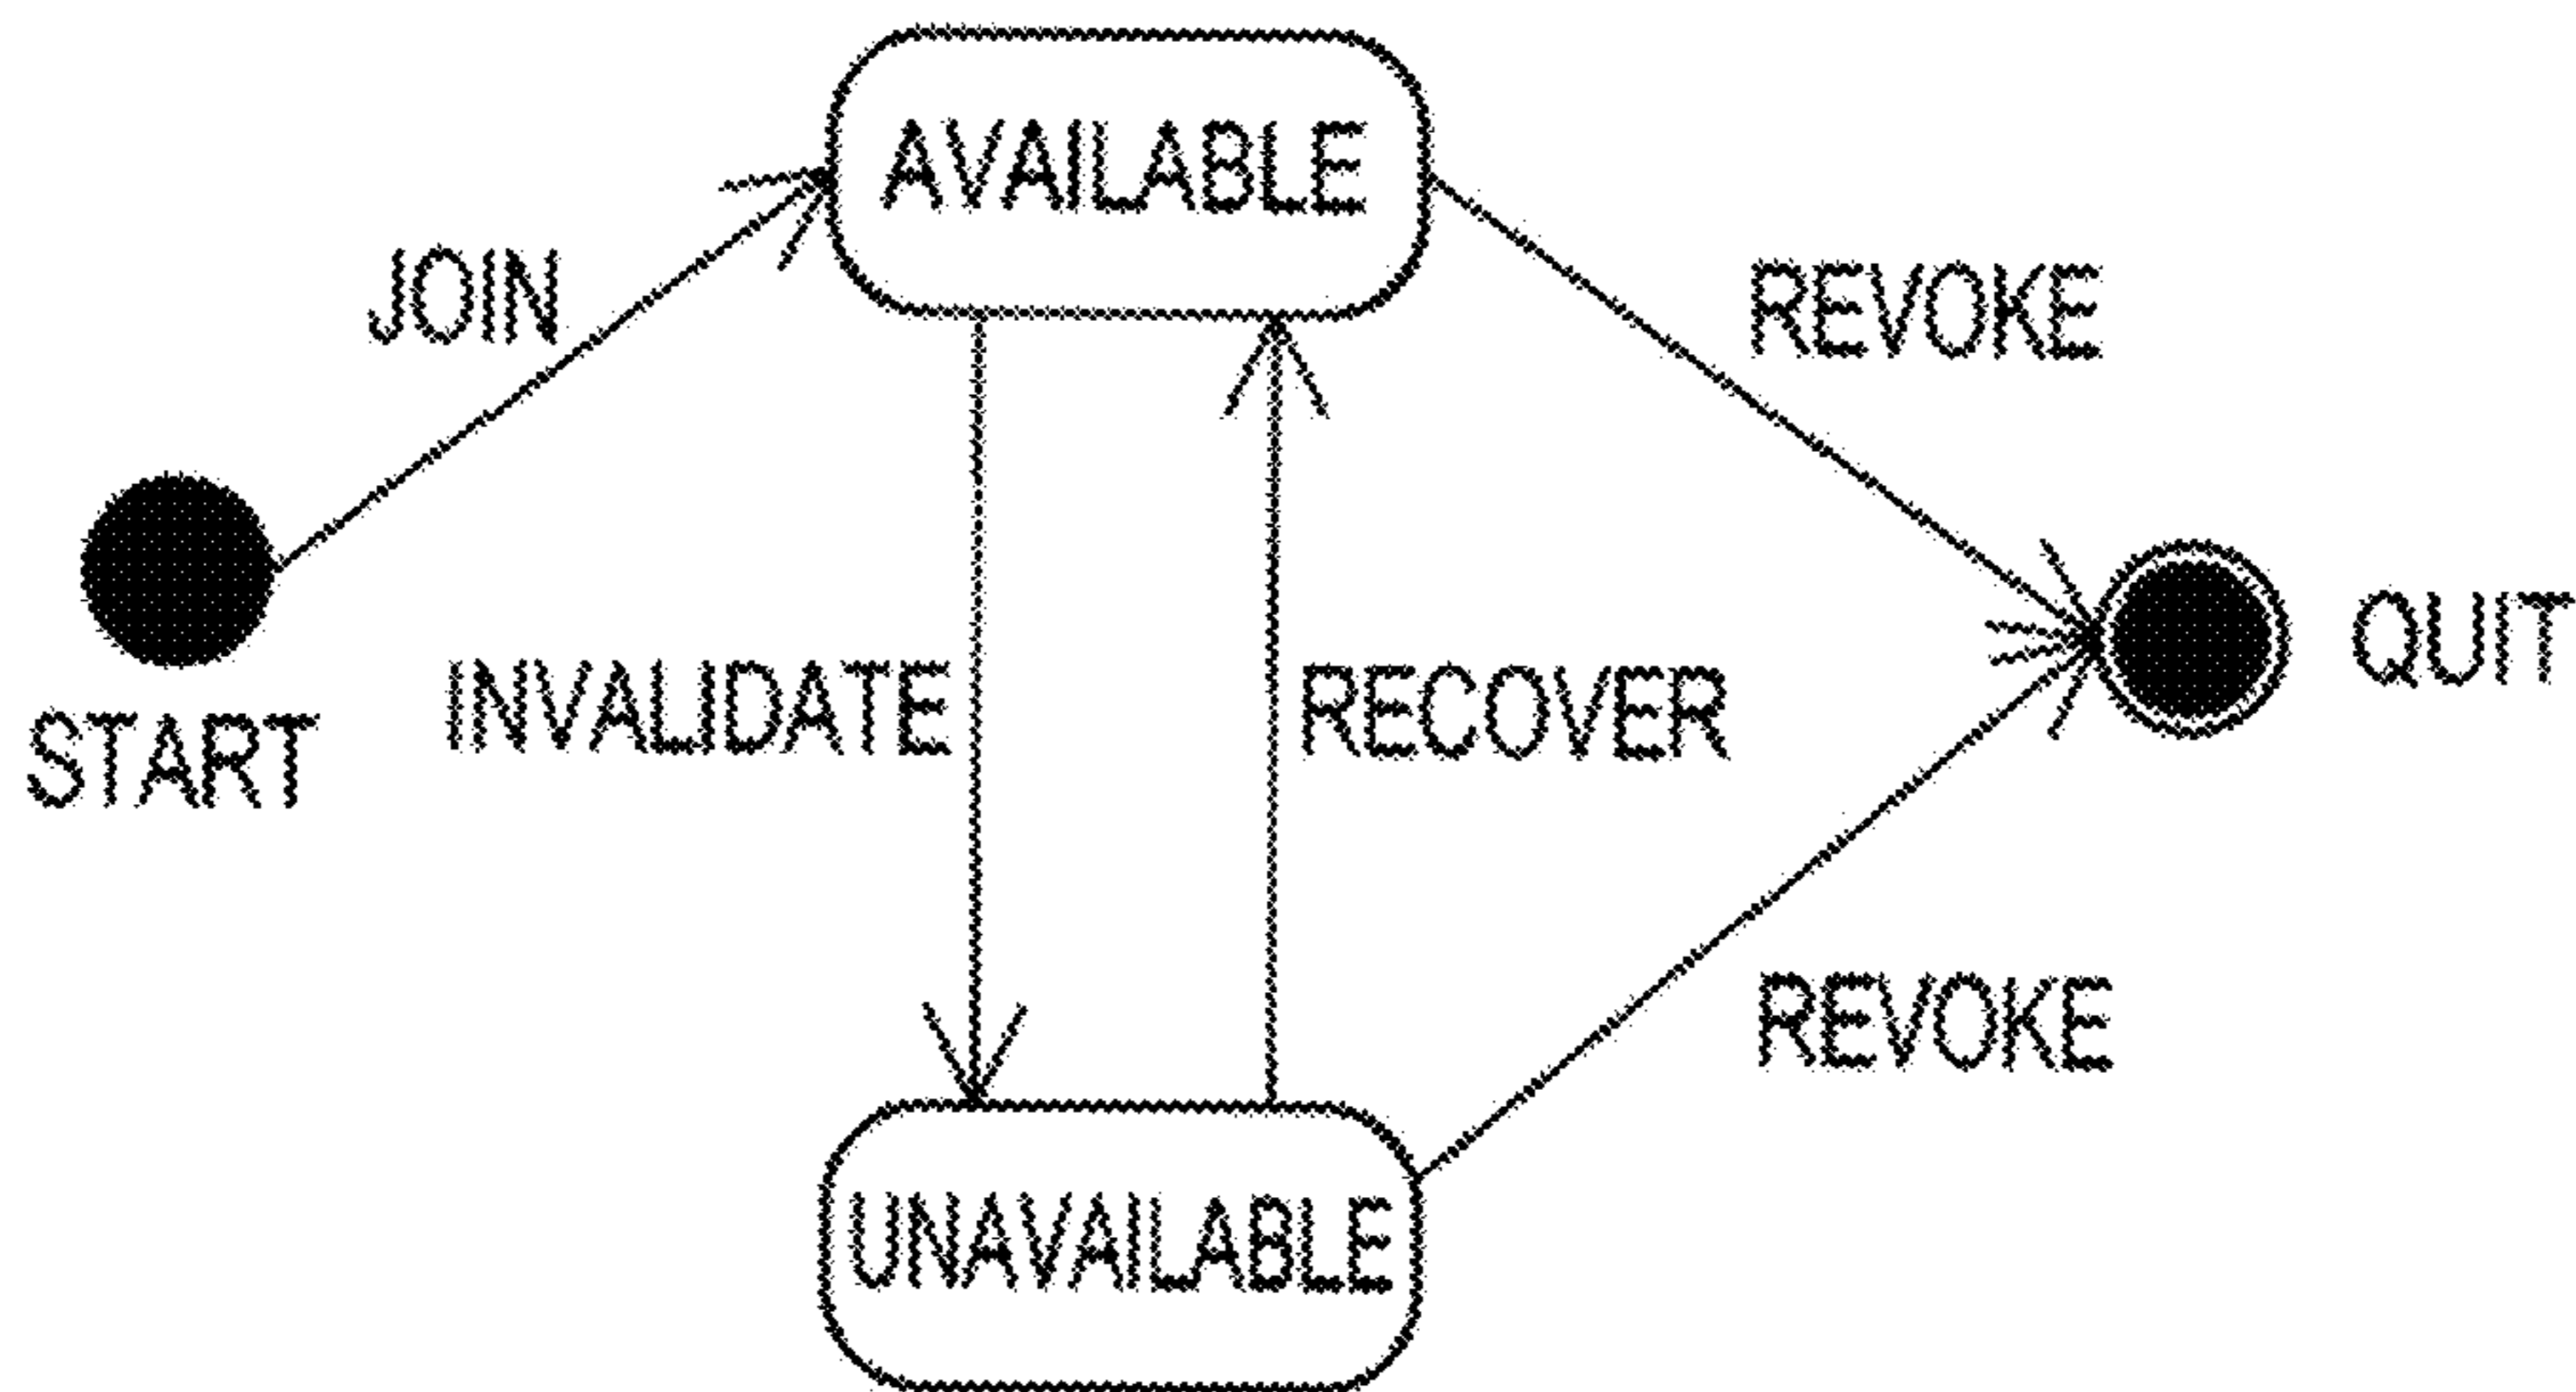 AVAILABLE
JOIN
REVOKE
START
INVALIDATE
RECOVER
QUIT
REVOKE
UNAVAILABLE